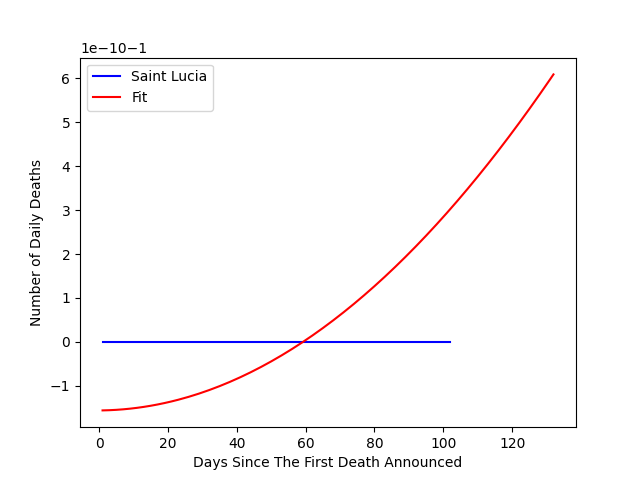 1e−10−1
Saint Lucia
Fit
6
5
4
3
2
1
0
−1
Number of Daily Deaths
0 20 40 60 80 100 120
Days Since The First Death Announced